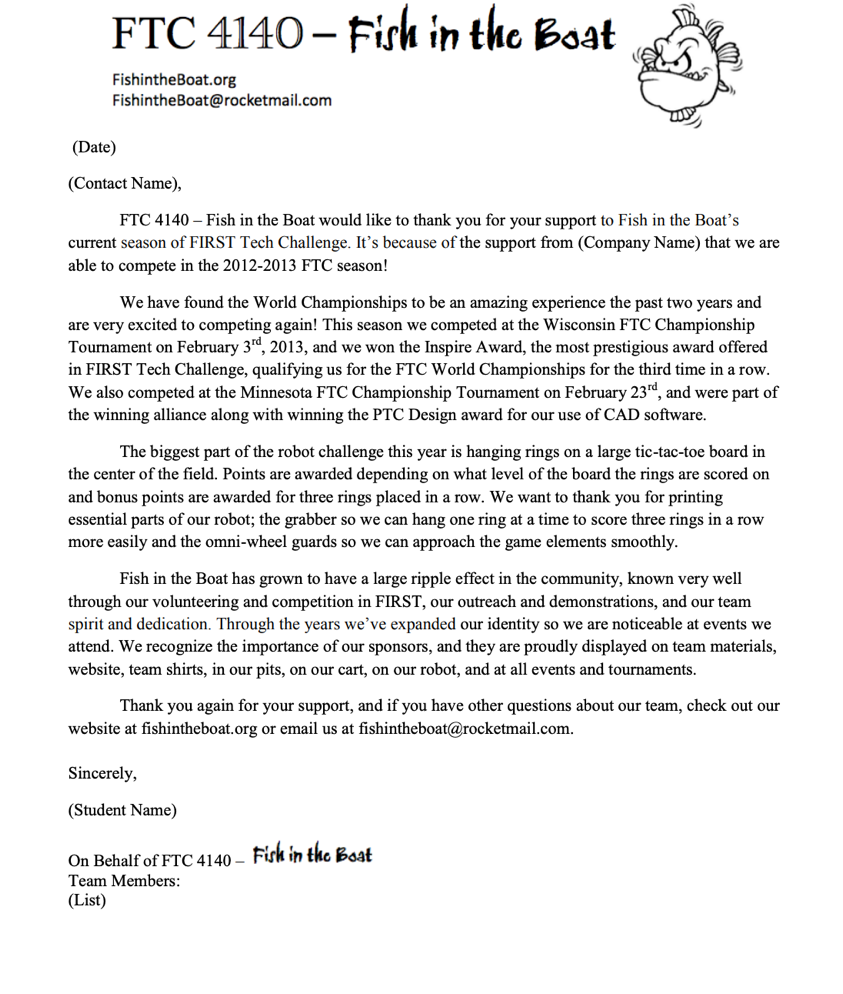 FTC 4140 – Fish in the Boat
FishintheBoat.org
FishintheBoat@rocketmail.com
(Date)
(Contact Name),
FTC 4140 – Fish in the Boat would like to thank you for your support to Fish in the Boat’s
current season of FIRST Tech Challenge. It’s because of the support from (Company Name) that we are
able to compete in the 2012-2013 FTC season!
We have found the World Championships to be an amazing experience the past two years and
are very excited to competing again! This season we competed at the Wisconsin FTC Championship
Tournament on February 3rd, 2013, and we won the Inspire Award, the most prestigious award offered
in FIRST Tech Challenge, qualifying us for the FTC World Championships for the third time in a row.
We also competed at the Minnesota FTC Championship Tournament on February 23rd, and were part of
the winning alliance along with winning the PTC Design award for our use of CAD software.
The biggest part of the robot challenge this year is hanging rings on a large tic-tac-toe board in
the center of the field. Points are awarded depending on what level of the board the rings are scored on
and bonus points are awarded for three rings placed in a row. We want to thank you for printing
essential parts of our robot; the grabber so we can hang one ring at a time to score three rings in a row
more easily and the omni-wheel guards so we can approach the game elements smoothly.
Fish in the Boat has grown to have a large ripple effect in the community, known very well
through our volunteering and competition in FIRST, our outreach and demonstrations, and our team
spirit and dedication. Through the years we’ve expanded our identity so we are noticeable at events we
attend. We recognize the importance of our sponsors, and they are proudly displayed on team materials,
website, team shirts, in our pits, on our cart, on our robot, and at all events and tournaments.
Thank you again for your support, and if you have other questions about our team, check out our
website at fishintheboat.org or email us at fishintheboat@rocketmail.com.
Sincerely,
(Student Name)
On Behalf of FTC 4140 – Fish in the Boat
Team Members:
(List)